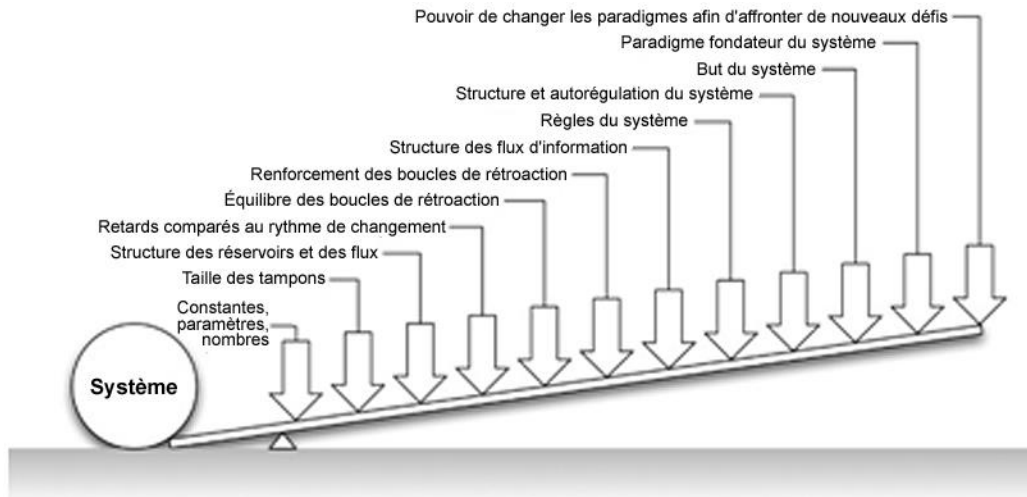 Pouvoir de changer les paradigmes afin d'affronter de nouveaux défis
Paradigme fondateur du système
But du système
Structure et autorégulation du système
Règles du système
Structure des flux d'information
Renforcement des boucles de rétroaction
Équilibre des boucles de rétroaction
Retards comparés au rythme de changement
Structure des réservoirs et des flux
Taille des tampons
Constantes,
paramètres,
nombres
Système